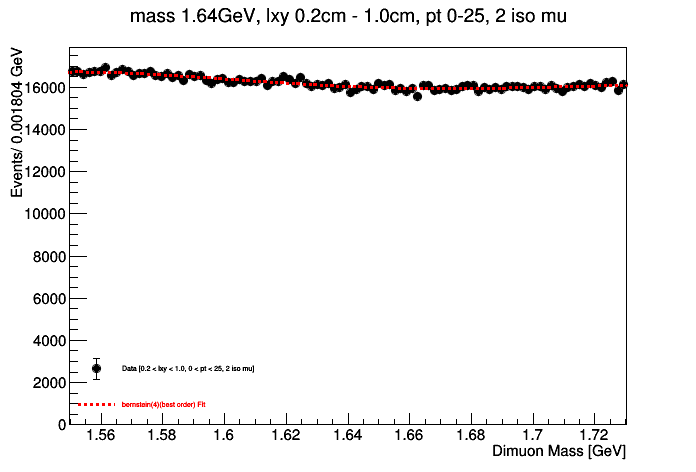 mass 1.64GeV, lxy 0.2cm - 1.0cm, pt 0-25, 2 iso mu
Events/ 0.001804 GeV
16000
14000
12000
10000
8000
6000
4000
2000
0
Data [0.2 < lxy < 1.0, 0 < pt < 25, 2 iso mu]
bernstein(4)(best order) Fit
1.56 1.58 1.6 1.62 1.64 1.66 1.68 1.7 1.72
Dimuon Mass [GeV]